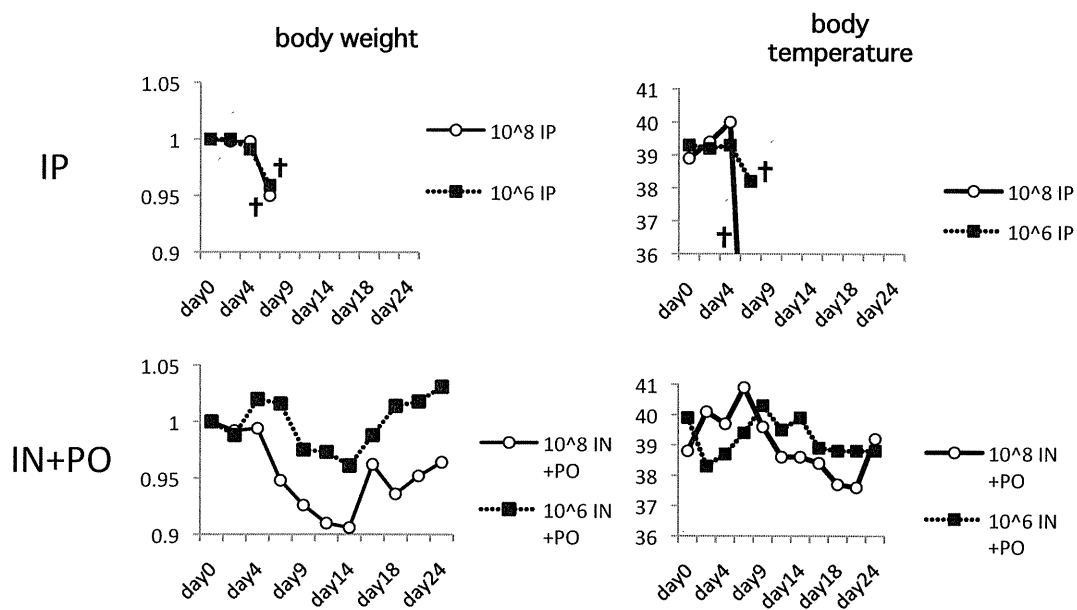 body weight
body
temperature
IP
1.05
1
0.95
0.9
day0
day4
day9
day14
day18
day24
†
†
10^8 IP
10^6 IP
41
40
39
38
37
36
day0
day4
day9
day14
day18
day24
†
†
10^8 IP
10^6 IP
IN+PO
1.05
1
0.95
0.9
day0
day4
day9
day14
day18
day24
10^8 IN
+PO
10^6 IN
+PO
41
40
39
38
37
36
day0
day4
day9
day14
day18
day24
10^8 IN
+PO
10^6 IN
+PO